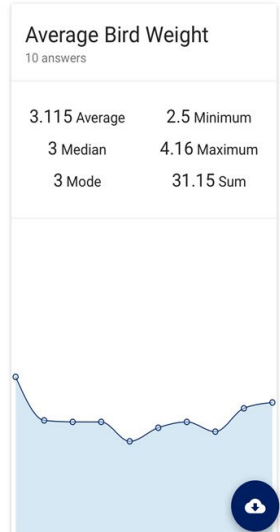 Average Bird Weight
10 answers
3.115 Average 2.5 Minimum
3 Median 4.16 Maximum
3 Mode 31.15 Sum